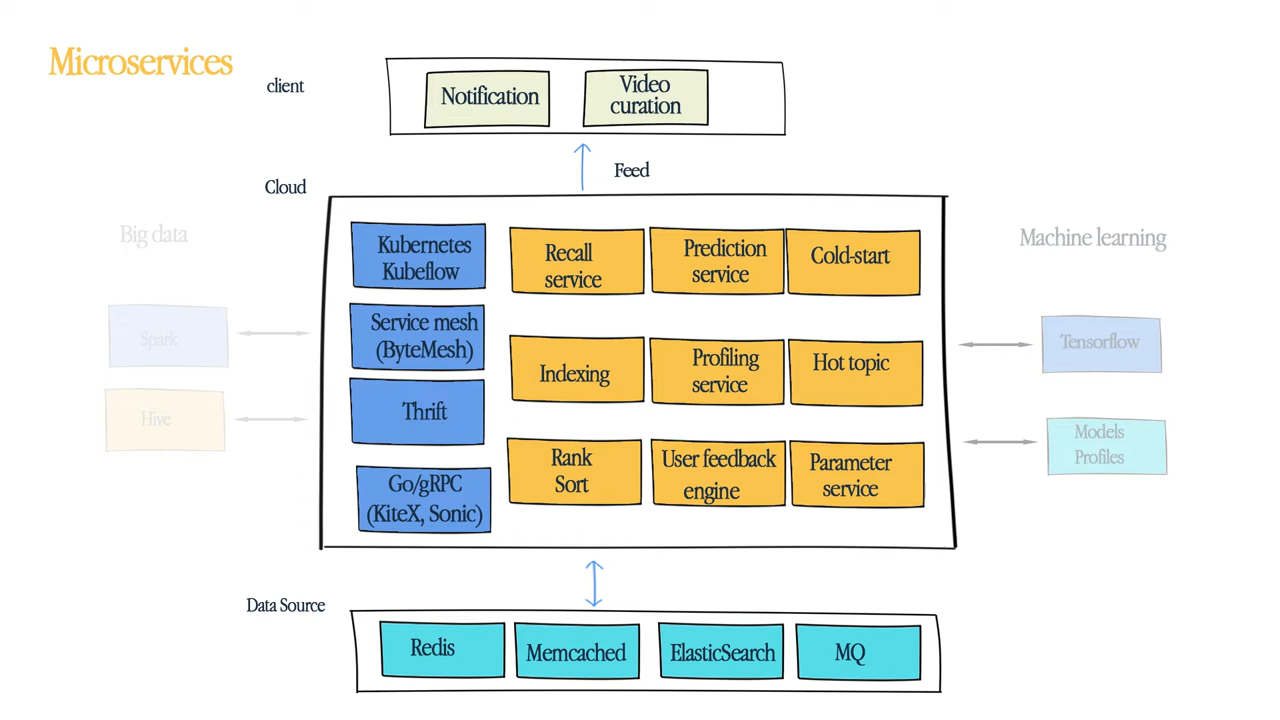 Microservices
client
Notification
Video
curation
Feed
Cloud
Big data
Spark
Hive
Kubernetes
Kubeflow
Service mesh
(ByteMesh)
Thrift
Go/gRPC
(KiteX, Sonic)
Recall
service
Prediction
service
Cold-start
Indexing
Profiling
service
Hot topic
Rank
Sort
User feedback
engine
Parameter
service
Machine learning
Tensorflow
Models
Profiles
Data Source
Redis
Memcached
ElasticSearch
MQ